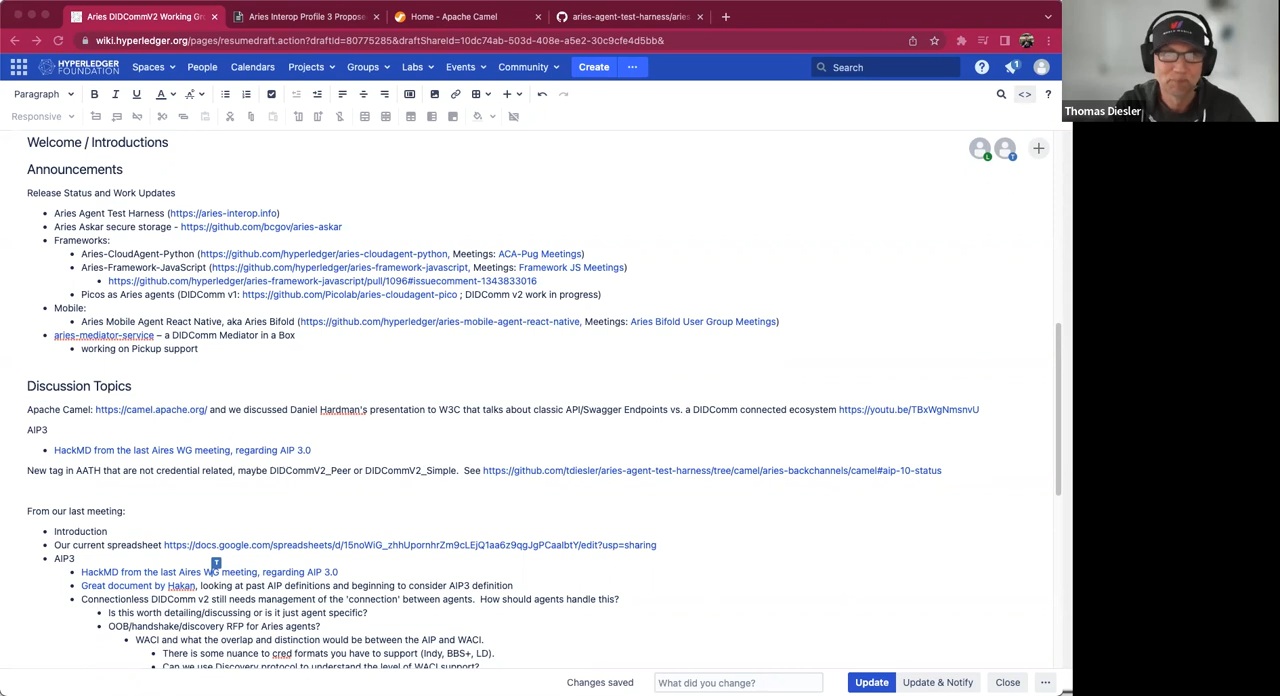 Aries DIDCommV2 Working Gr
Aries Interop Profile 3 Propose
Home - Apache Camel
aries-agent-test-harness/aries
wiki.hyperledger.org/pages/resumedraft.action?draftId=80775285&draftShareId=10dc74ab-503d-408e-a5e2-30c9cfe4d5bb&
HYPERLEDGER FOUNDATION
Spaces People Calendars Projects Groups Labs Events Community Create Search
Thomas Diesler
Paragraph
Responsive
Welcome / Introductions
Announcements
Release Status and Work Updates
Aries Agent Test Harness (https://aries-interop.info)
Aries Askar secure storage - https://github.com/bcgov/aries-askar
Frameworks:
Aries-CloudAgent-Python (https://github.com/hyperledger/aries-cloudagent-python, Meetings: ACA-Pug Meetings)
Aries-Framework-JavaScript (https://github.com/hyperledger/aries-framework-javascript, Meetings: Framework JS Meetings)
https://github.com/hyperledger/aries-framework-javascript/pull/1096#issuecomment-1343833016
Picos as Aries agents (DIDComm v1: https://github.com/Picolab/aries-cloudagent-pico ; DIDComm v2 work in progress)
Mobile:
Aries Mobile Agent React Native, aka Aries Bifold (https://github.com/hyperledger/aries-mobile-agent-react-native, Meetings: Aries Bifold User Group Meetings)
aries-mediator-service – a DIDComm Mediator in a Box
working on Pickup support
Discussion Topics
Apache Camel: https://camel.apache.org/ and we discussed Daniel Hardman's presentation to W3C that talks about classic API/Swagger Endpoints vs. a DIDComm connected ecosystem https://youtu.be/TBxWgNmsnvU
AIP3
HackMD from the last Aires WG meeting, regarding AIP 3.0
New tag in AATH that are not credential related, maybe DIDCommV2_Peer or DIDCommV2_Simple. See https://github.com/tdiesler/aries-agent-test-harness/tree/camel/aries-backchannels/camel#aip-10-status
From our last meeting:
Introduction
Our current spreadsheet https://docs.google.com/spreadsheets/d/15noWiG_zhhUpornhrZm9cLEjQ1aa6z9qgJgPCaaIbtY/edit?usp=sharing
AIP3
HackMD from the last Aires WG meeting, regarding AIP 3.0
Great document by Hakan, looking at past AIP definitions and beginning to consider AIP3 definition
Connectionless DIDComm v2 still needs management of the 'connection' between agents. How should agents handle this?
Is this worth detailing/discussing or is it just agent specific?
OOB/handshake/discovery RFP for Aries agents?
WACI and what the overlap and distinction would be between the AIP and WACI.
There is some nuance to cred formats you have to support (Indy, BBS+, LD).
Can we use Discovery protocol to understand the level of WACI support?
Changes saved
What did you change?
Update
Update & Notify
Close